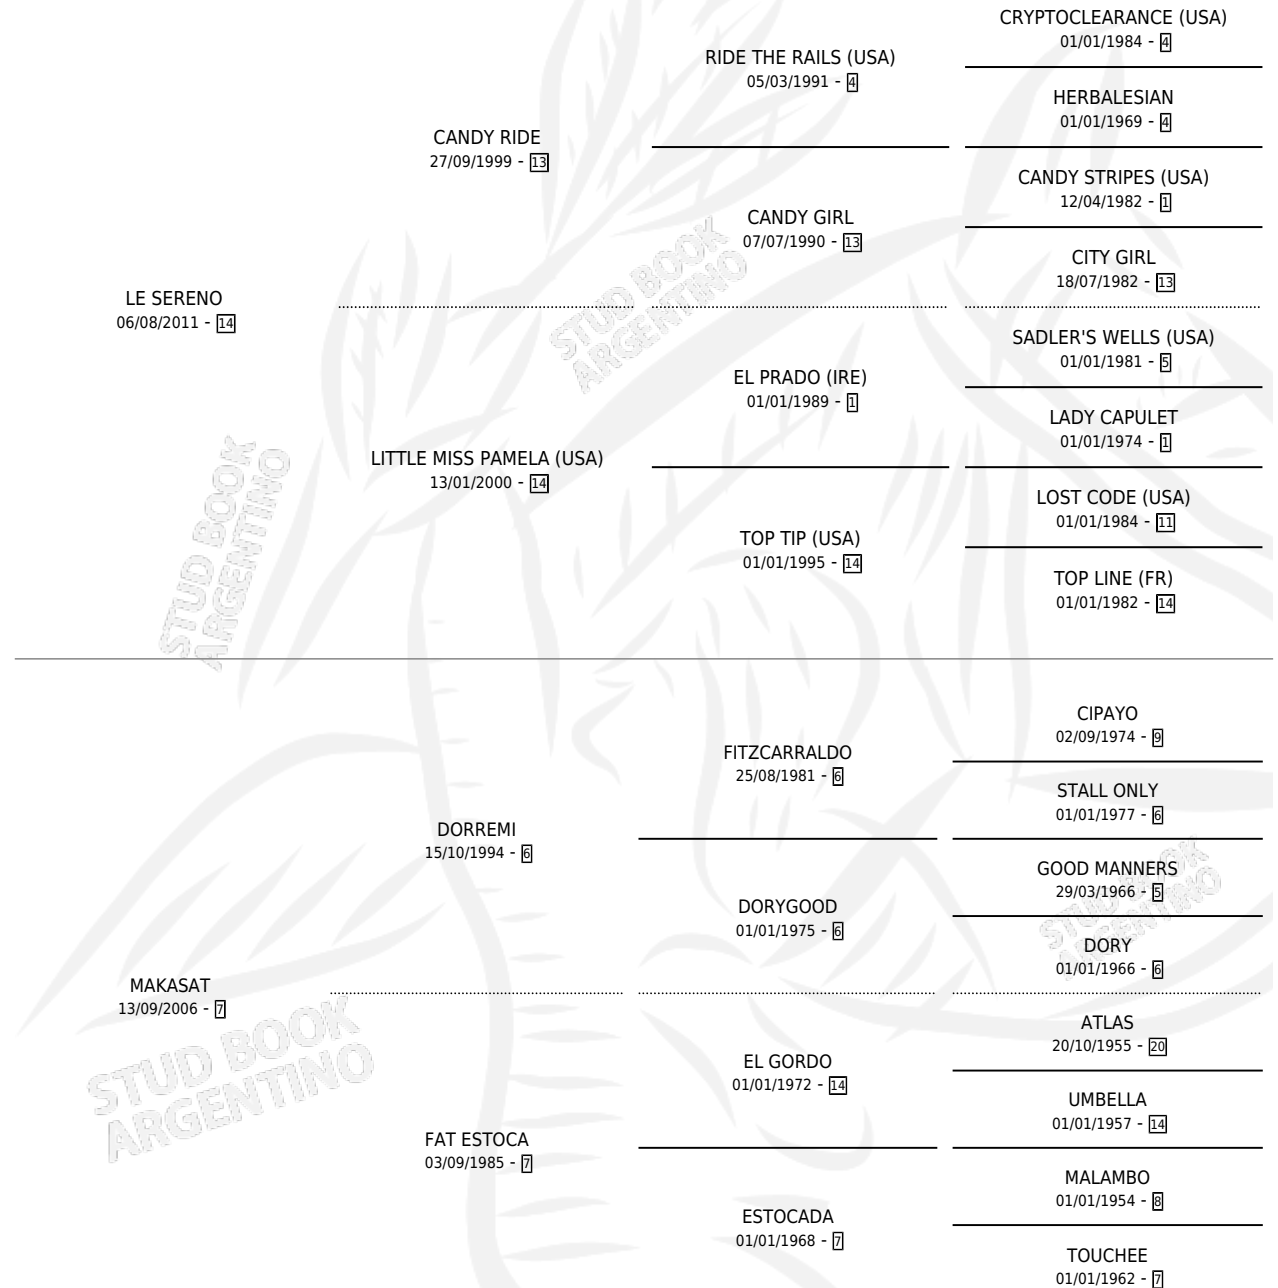 CRYPTOCLEARANCE (USA)
01/01/1984 - 4
RIDE THE RAILS (USA)
05/03/1991 - 4
HERBALESIAN
01/01/1969 - 4
CANDY RIDE
27/09/1999 - 13
CANDY STRIPES (USA)
12/04/1982 - 1
CANDY GIRL
07/07/1990 - 13
CITY GIRL
18/07/1982 - 13
LE SERENO
06/08/2011 - 14
STUD BOOK
ARGENTINO
SADLER'S WELLS (USA)
01/01/1981 - 5
EL PRADO (IRE)
01/01/1989 - 1
LADY CAPULET
01/01/1974 - 1
LITTLE MISS PAMELA (USA)
13/01/2000 - 14
LOST CODE (USA)
01/01/1984 - 11
TOP TIP (USA)
01/01/1995 - 14
TOP LINE (FR)
01/01/1982 - 14
STUD BOOK
ARGENTINO
CIPAYO
02/09/1974 - 9
FITZCARRALDO
25/08/1981 - 6
STALL ONLY
01/01/1977 - 6
DORREMI
15/10/1994 - 6
GOOD MANNERS
29/03/1966 - 5
STUD BOOK
ARGENTINO
DORYGOOD
01/01/1975 - 6
DORY
01/01/1966 - 6
MAKASAT
13/09/2006 - 7
ATLAS
20/10/1955 - 20
STUD BOOK
ARGENTINO
EL GORDO
01/01/1972 - 14
UMBELLA
01/01/1957 - 14
FAT ESTOCA
03/09/1985 - 7
MALAMBO
01/01/1954 - 8
ESTOCADA
01/01/1968 - 7
TOUCHEE
01/01/1962 - 7